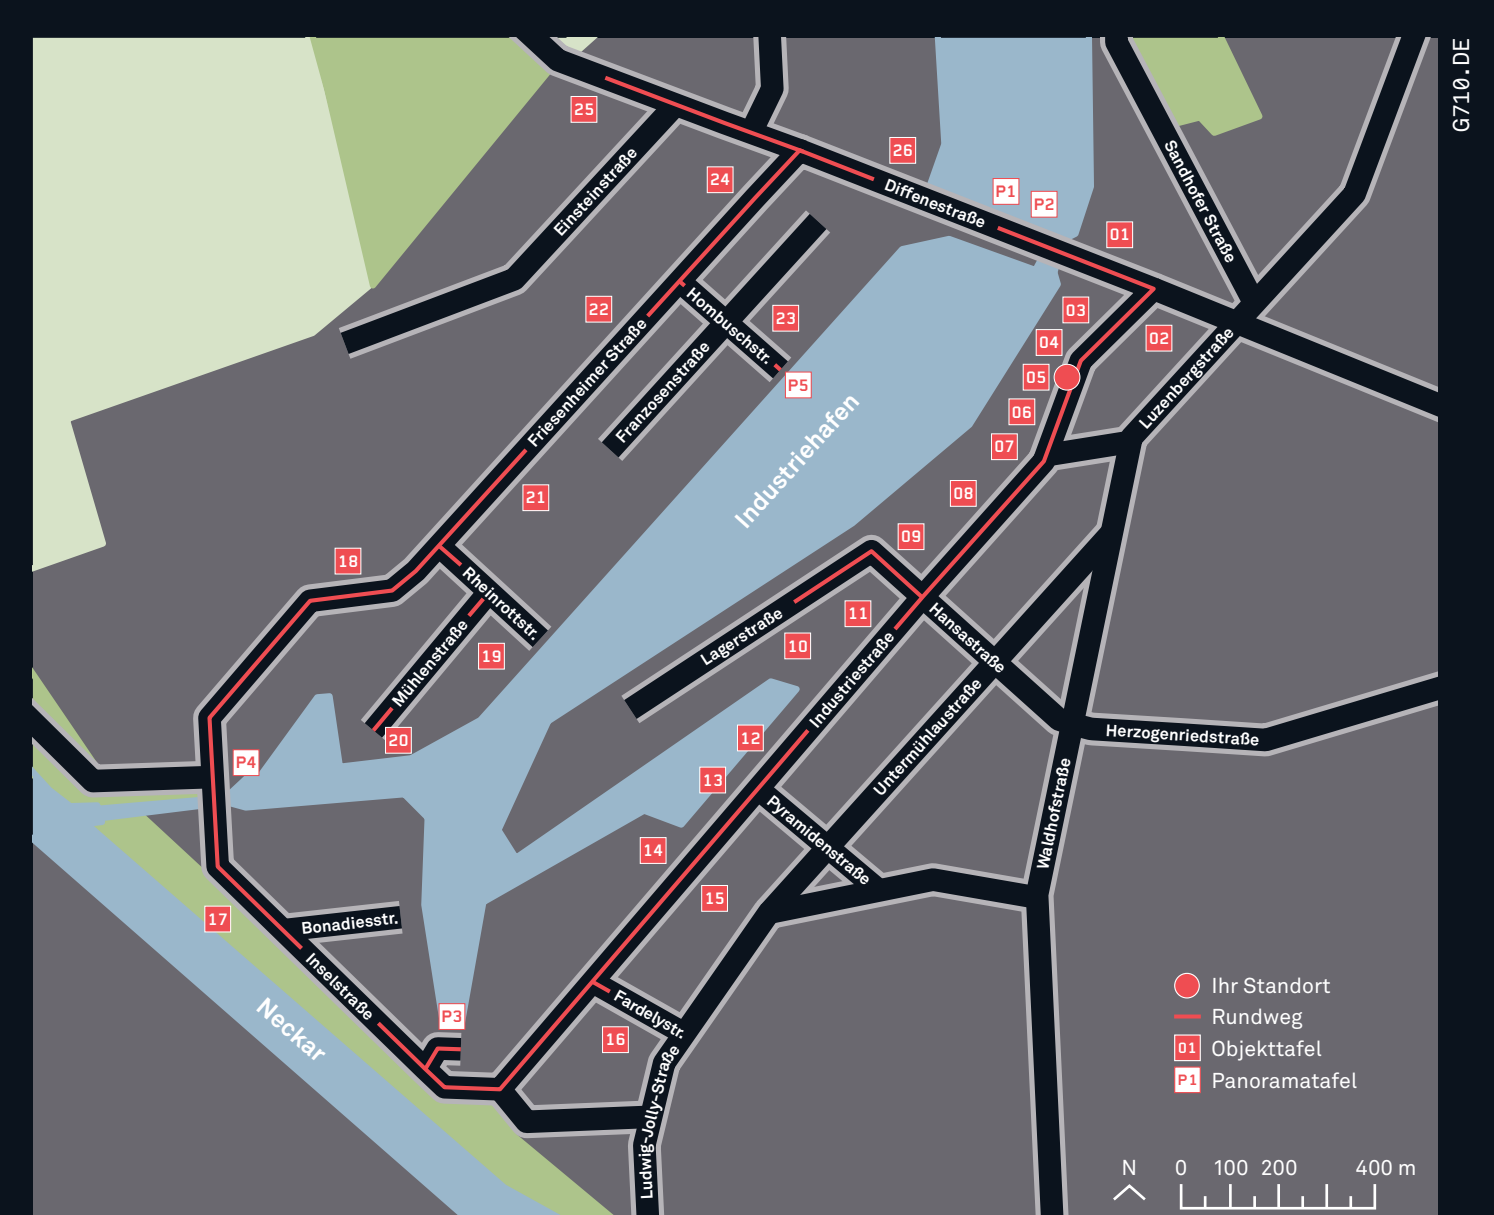 G710.DE
25
26
24
Einsteinstraße
Diffenestraße
P1
P2
01
Sandhofer Straße
22
Hombuschstr.
23
03
02
04
Friesenheimer Straße
Franzosenstraße
P5
05
Luzenbergstraße
06
07
Industriehafen
21
08
09
18
Rheinrottstr.
Mühlenstraße
19
Lagerstraße
11
10
Hansastraße
Industriestraße
20
12
Untermühlaustraße
Herzogenriedstraße
P4
13
Pyramidenstraße
Waldhofstraße
14
15
17
Bonadiesstr.
Inselstraße
Neckar
P3
Fardelystr.
16
Ludwig-Jolly-Straße
Ihr Standort
Rundweg
01 Objekttafel
P1 Panoramatafel
N 0 100 200 400 m